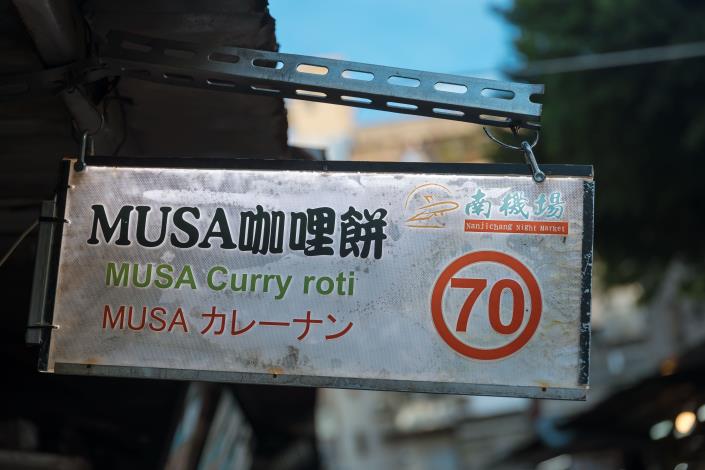 MUSA咖哩餅
南機場
Nanjichang Night Market
MUSA Curry roti
MUSA カレーナン
70